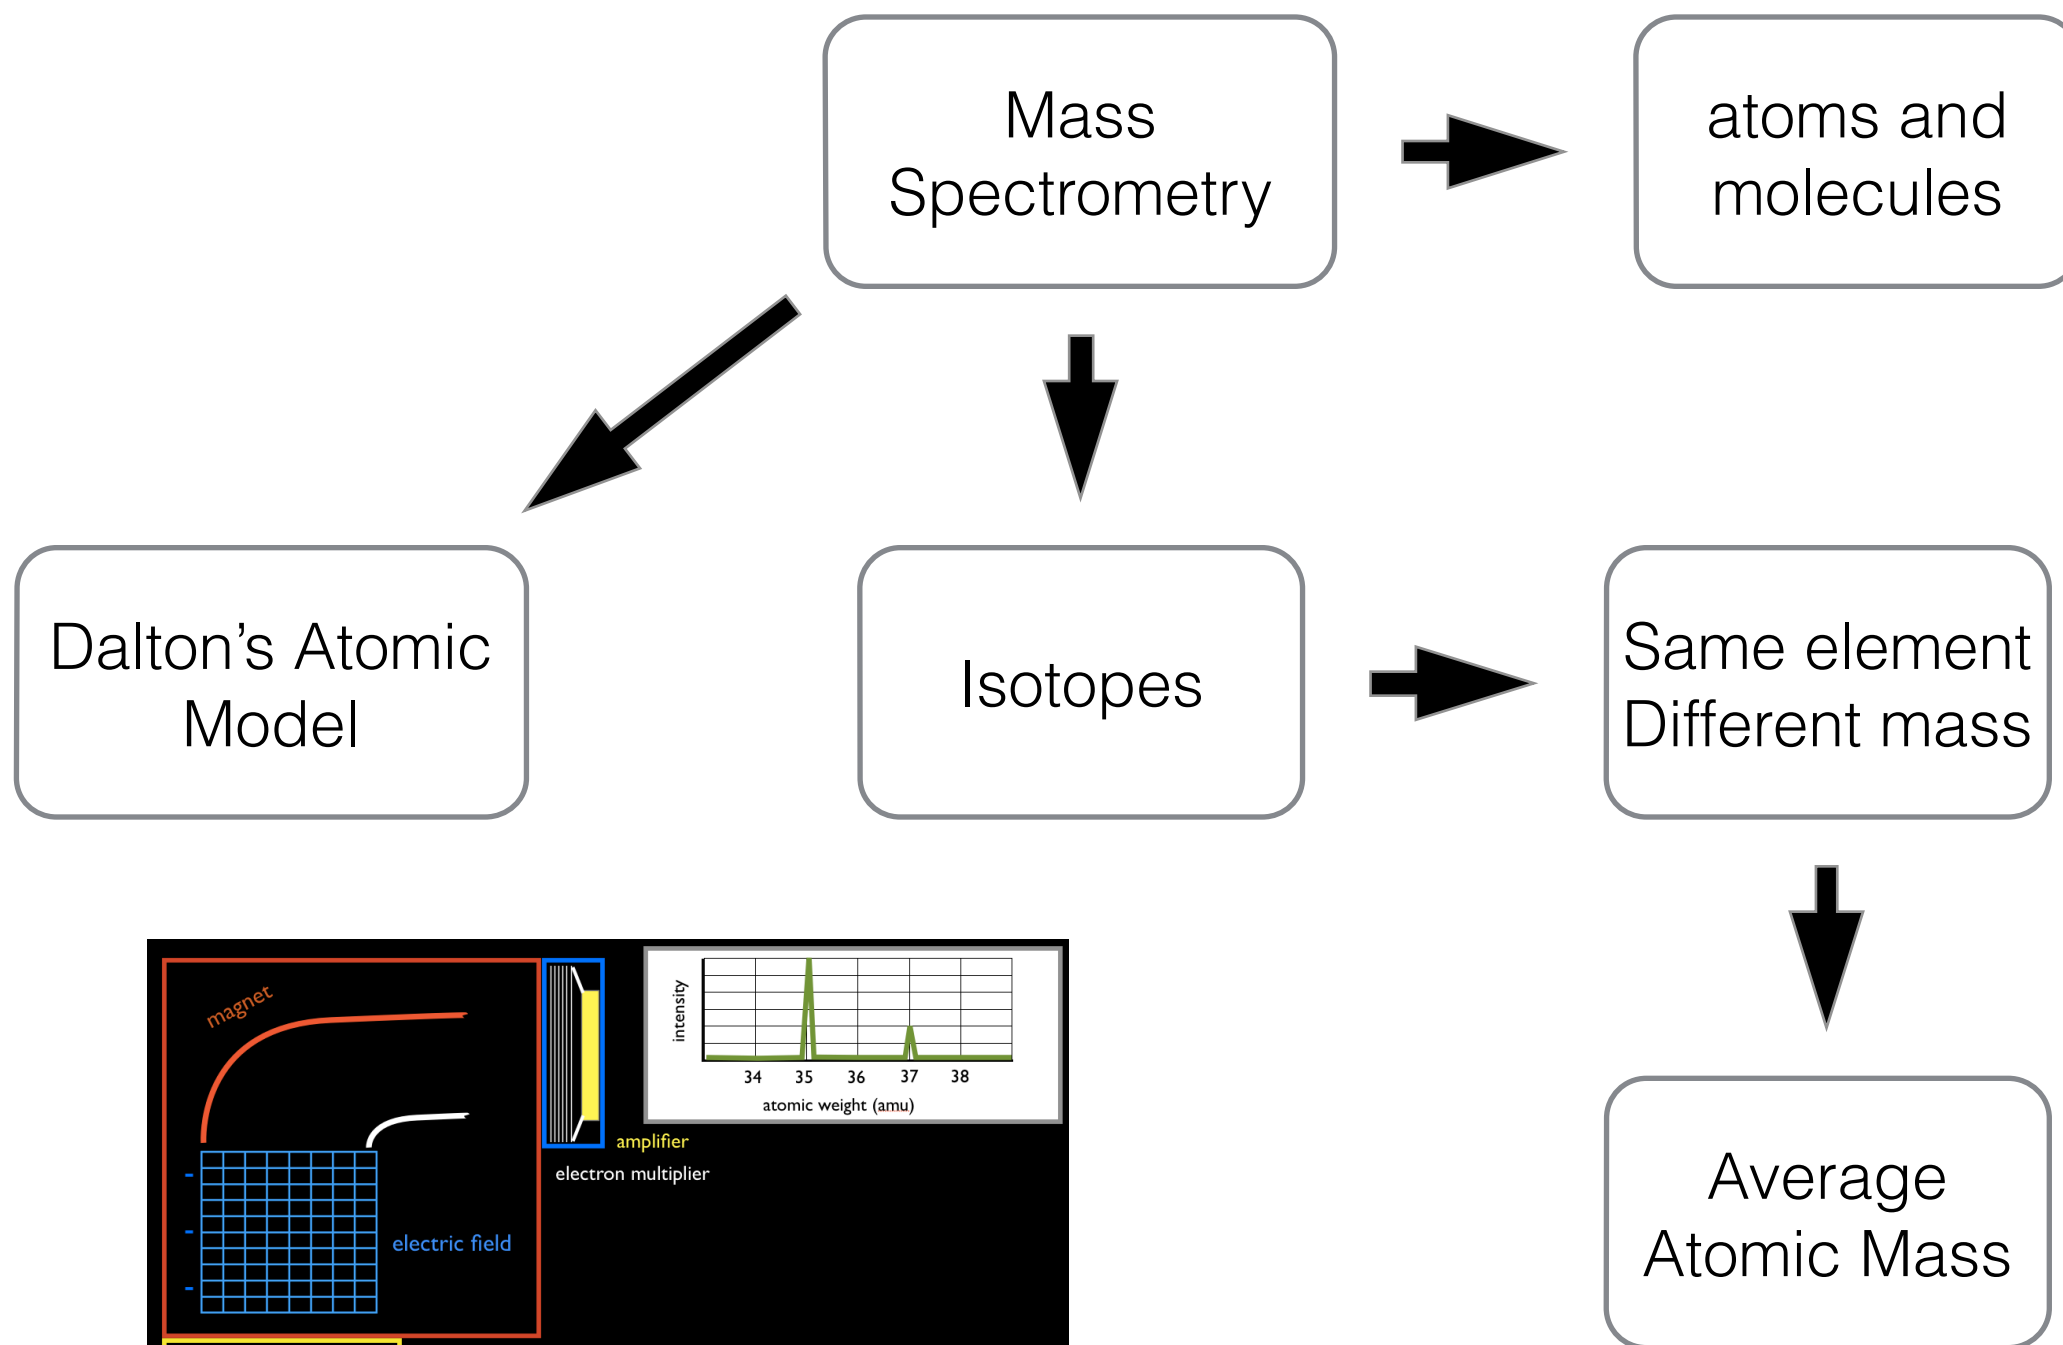 Mass
Spectrometry
atoms and
molecules
Dalton's Atomic
Model
Isotopes
Same element
Different mass
Average
Atomic Mass
magnet
electric field
-
-
-
amplifier
electron multiplier
intensity
34 35 36 37 38
atomic weight (amu)